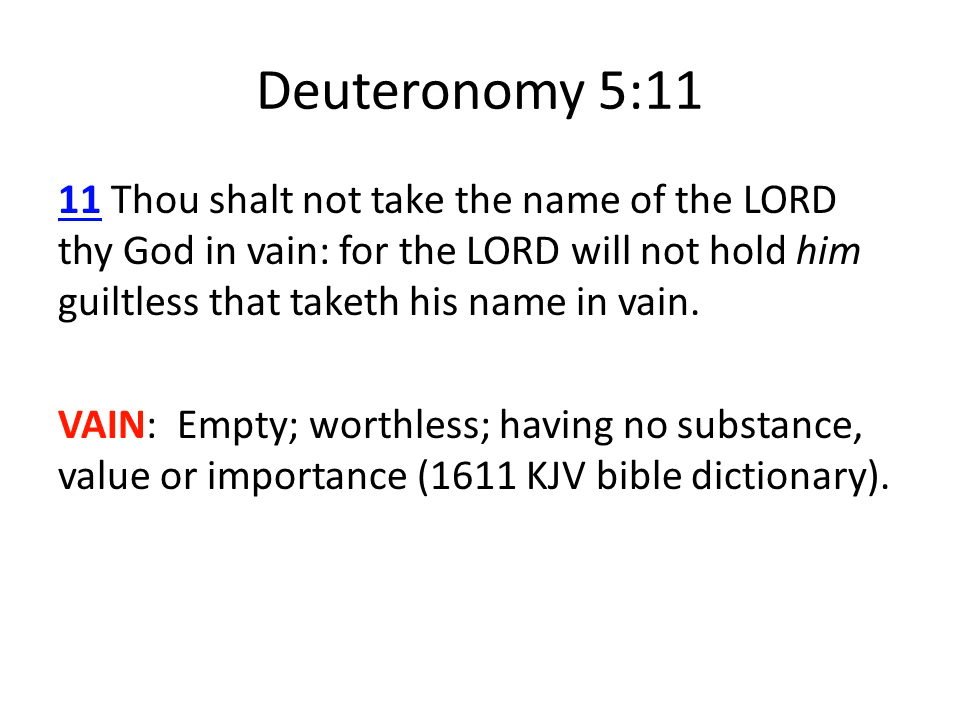 Deuteronomy 5:11
11 Thou shalt not take the name of the LORD
thy God in vain: for the LORD will not hold him
guiltless that taketh his name in vain.
VAIN:  Empty; worthless; having no substance,
value or importance (1611 KJV bible dictionary).